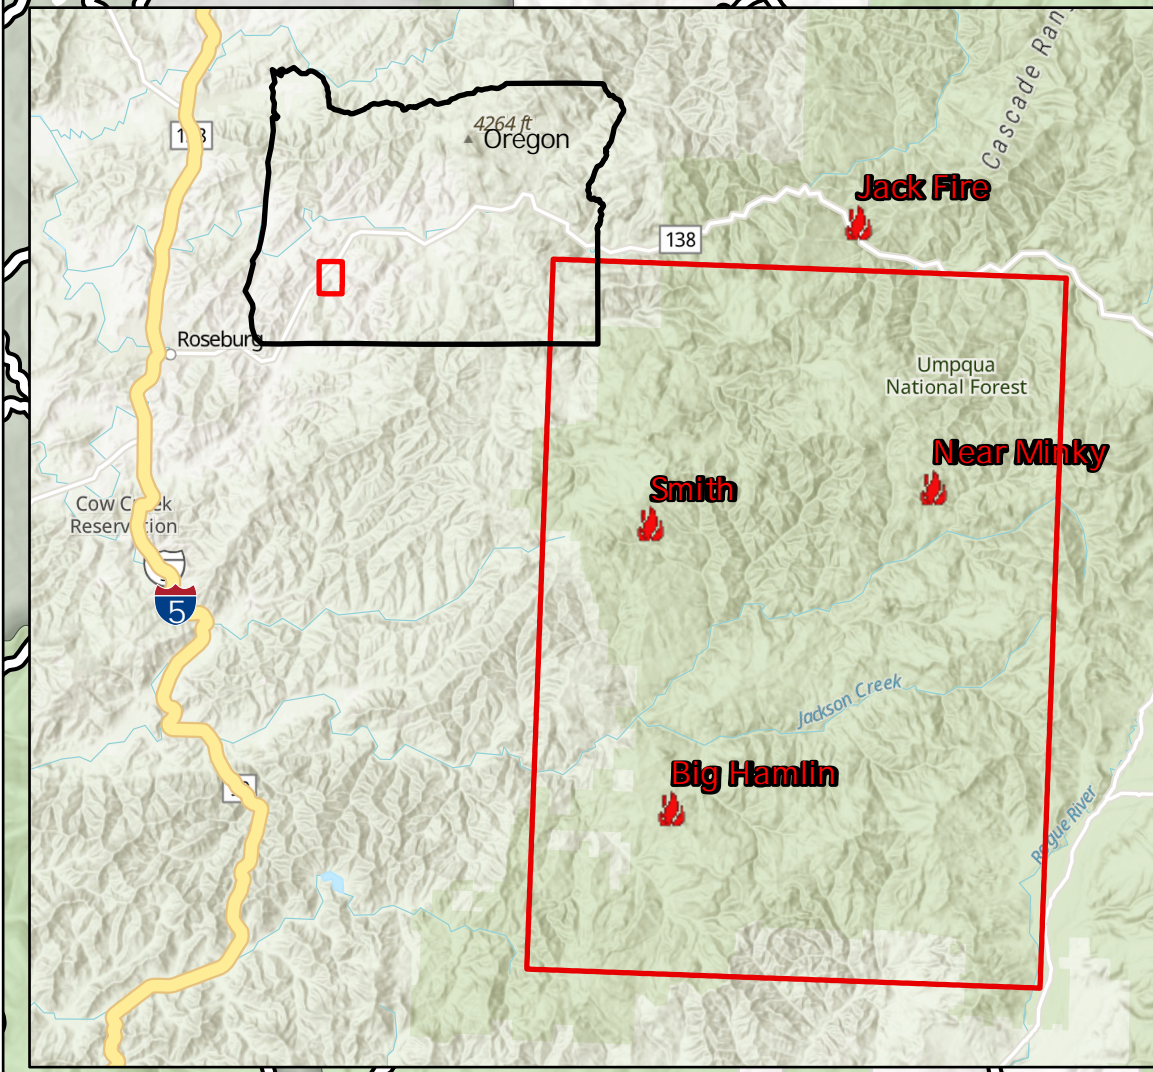 Cascade Ran
4264 ft
Oregon
Jack Fire
138
Roseburg
Umpqua
National Forest
Near Minky
Smith
Cow Creek
Reservation
5
Jackson Creek
Big Hamlin
Rogue River